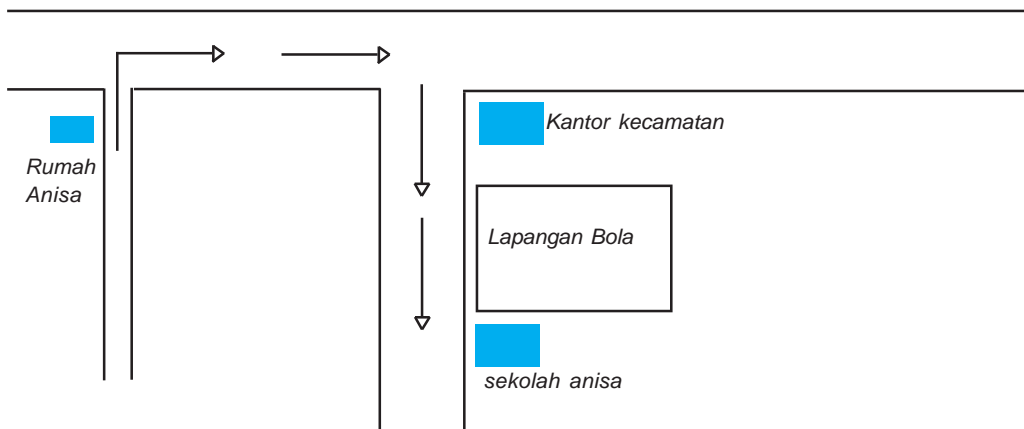 Kantor kecamatan
Rumah
Anisa
Lapangan Bola
sekolah anisa